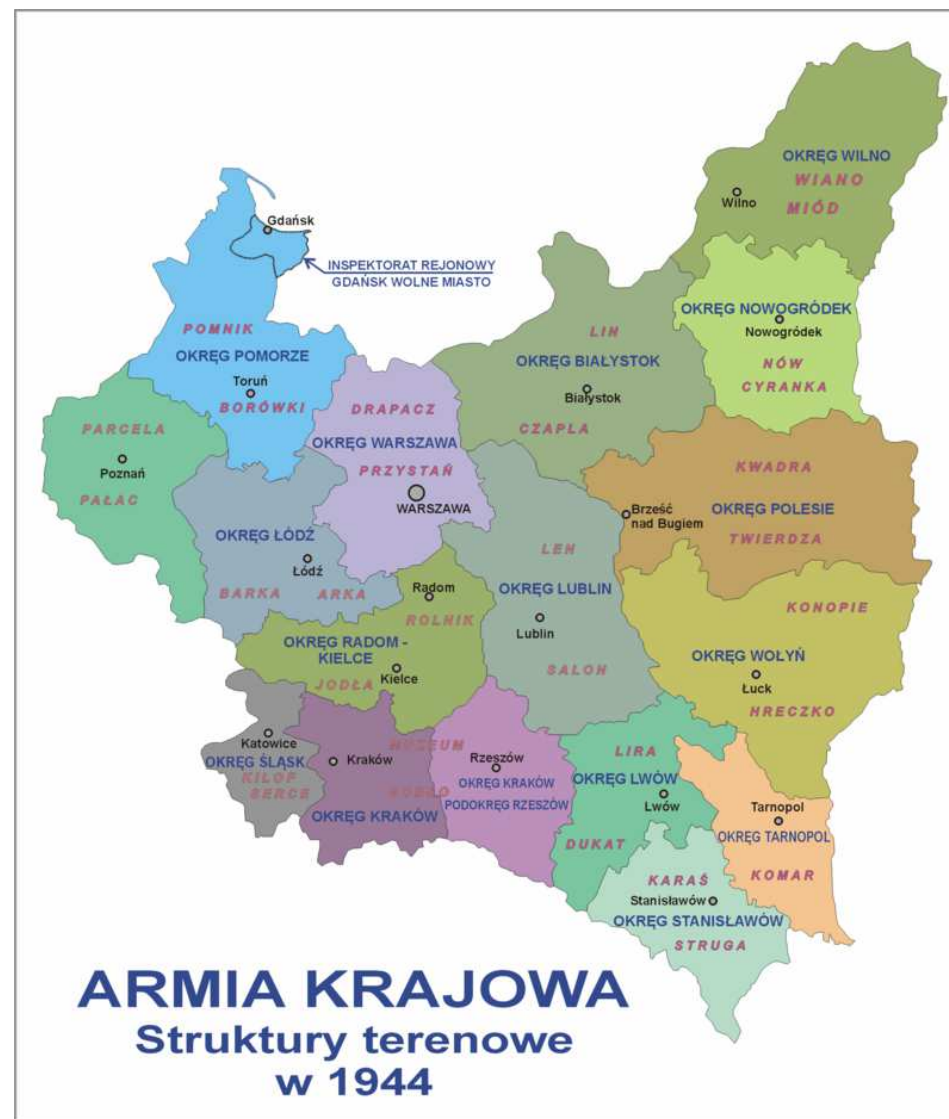 OKRĘG WILNO
WIANO
Wilno
MIÓD
Gdańsk
INSPEKTORAT REJONOWY
GDAŃSK WOLNE MIASTO
OKRĘG NOWOGRÓDEK
Nowogródek
NÓW
CYRANKA
POMNIK
OKRĘG POMORZE
Toruń
BORÓWKI
LIN
OKRĘG BIAŁYSTOK
Białystok
CZAPLA
PARCELA
Poznań
PAŁAC
DRAPACZ
OKRĘG WARSZAWA
PRZYSTAŃ
WARSZAWA
KWADRA
OKRĘG POLESIE
Brześć
nad Bugiem
TWIERDZA
OKRĘG ŁÓDŹ
Łódź
BARKA
ARKA
LEN
OKRĘG LUBLIN
Lublin
SALON
Radom
ROLNIK
OKRĘG RADOM -
KIELCE
Kielce
JODŁA
KONOPIE
OKRĘG WOŁYŃ
Łuck
HRECZKO
Katowice
OKRĘG ŚLĄSK
KILOF
SERCE
MUZEUM
Kraków
OKRĘG KRAKÓW
Rzeszów
OKRĘG KRAKÓW
PODOKRĘG RZESZÓW
LIRA
OKRĘG LWÓW
Lwów
DUKAT
Tarnopol
OKRĘG TARNOPOL
KOMAR
KARAŚ
Stanisławów
OKRĘG STANISŁAWÓW
STRUGA
ARMIA KRAJOWA
Struktury terenowe
w 1944